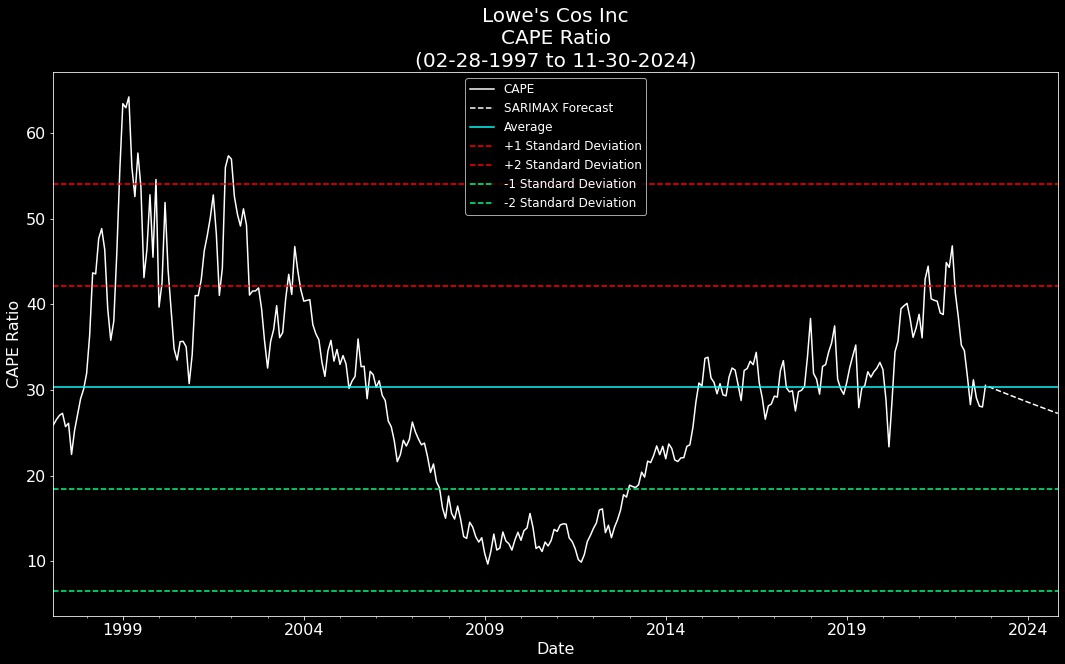 Lowe's Cos Inc
CAPE Ratio
(02-28-1997 to 11-30-2024)
CAPE
SARIMAX Forecast
Average
+1 Standard Deviation
+2 Standard Deviation
-1 Standard Deviation
-2 Standard Deviation
CAPE Ratio
60
50
40
30
20
10
1999
2004
2009
2014
2019
2024
Date